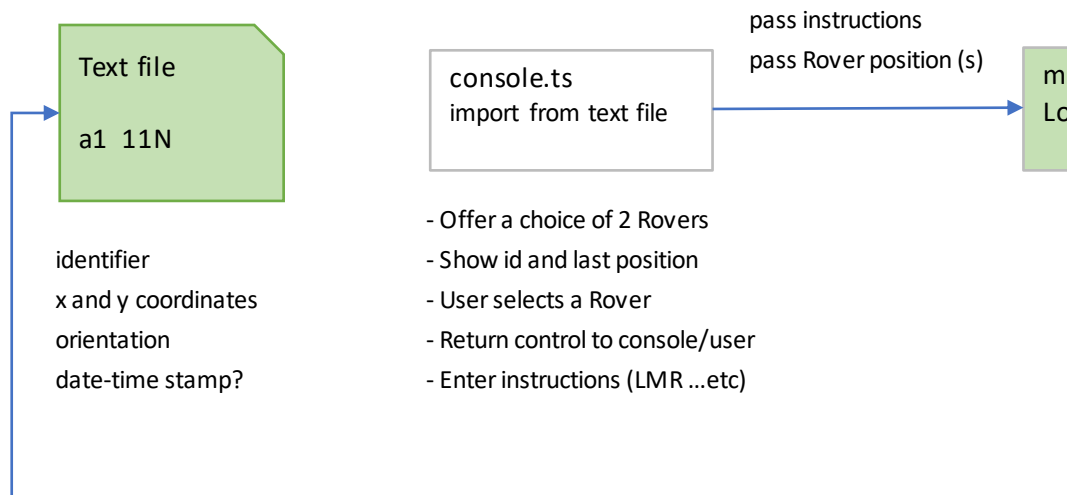 Text file
a1 11N
identifier
x and y coordinates
orientation
date-time stamp?
console.ts
import from text file
- Offer a choice of 2 Rovers
- Show id and last position
- User selects a Rover
- Return control to console/user
- Enter instructions (LMR ...etc)
pass instructions
pass Rover position (s)